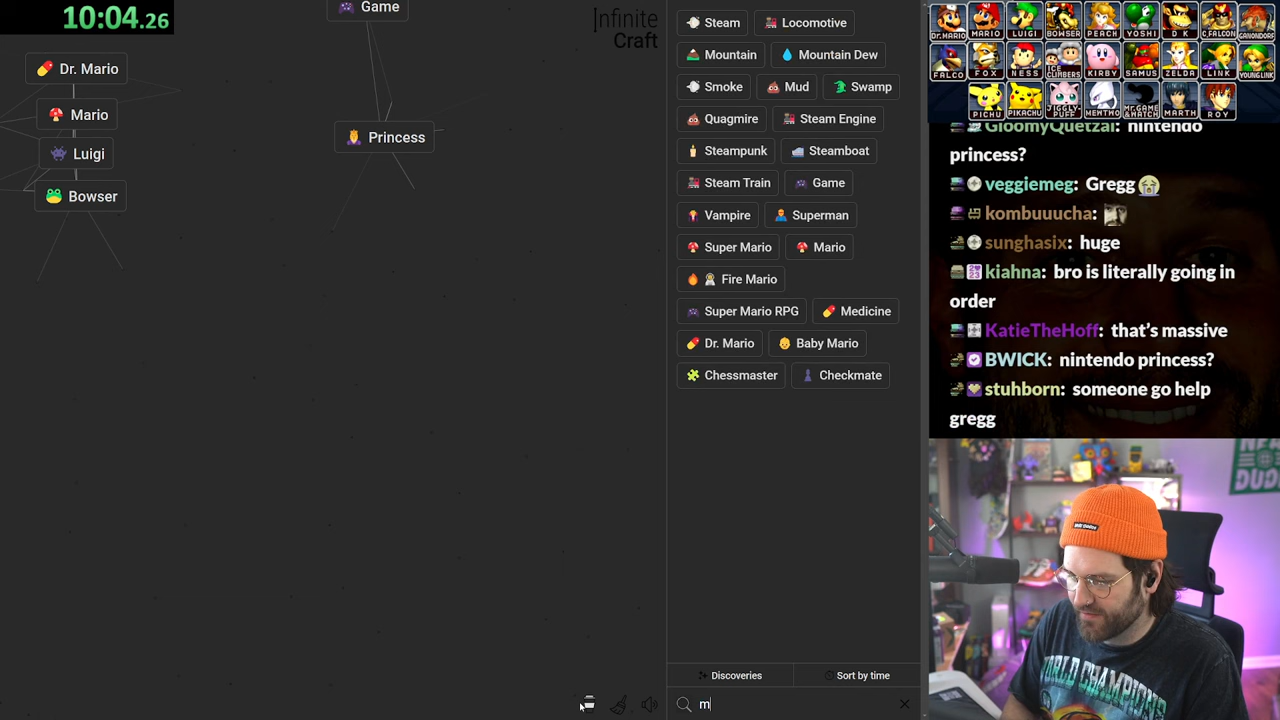 10:04.26
Game
Infinite
Craft
Dr. Mario
Mario
Luigi
Bowser
Princess
Steam
Locomotive
Mountain
Mountain Dew
Smoke
Mud
Swamp
Quagmire
Steam Engine
Steampunk
Steamboat
Steam Train
Game
Vampire
Superman
Super Mario
Mario
Fire Mario
Super Mario RPG
Medicine
Dr. Mario
Baby Mario
Chessmaster
Checkmate
Discoveries
Sort by time
m
DR.MARIO
MARIO
LUIGI
BOWSER
PEACH
YOSHI
D K
C.FALCON
GANONDORF
FALCO
FOX
NESS
ICE CLIMBERS
KIRBY
SAMUS
ZELDA
LINK
YOUNG LINK
PICHU
PIKACHU
JIGGLY-PUFF
MEWTWO
MR.GAME &WATCH
MARTH
ROY
GloomyQuetzal: nintendo
princess?
veggiemeg: Gregg
kombuuucha:
sunghasix: huge
kiahna: bro is literally going in
order
KatieTheHoff: that's massive
BWICK: nintendo princess?
stuhborn: someone go help
gregg
WORLD CHAMPIONS